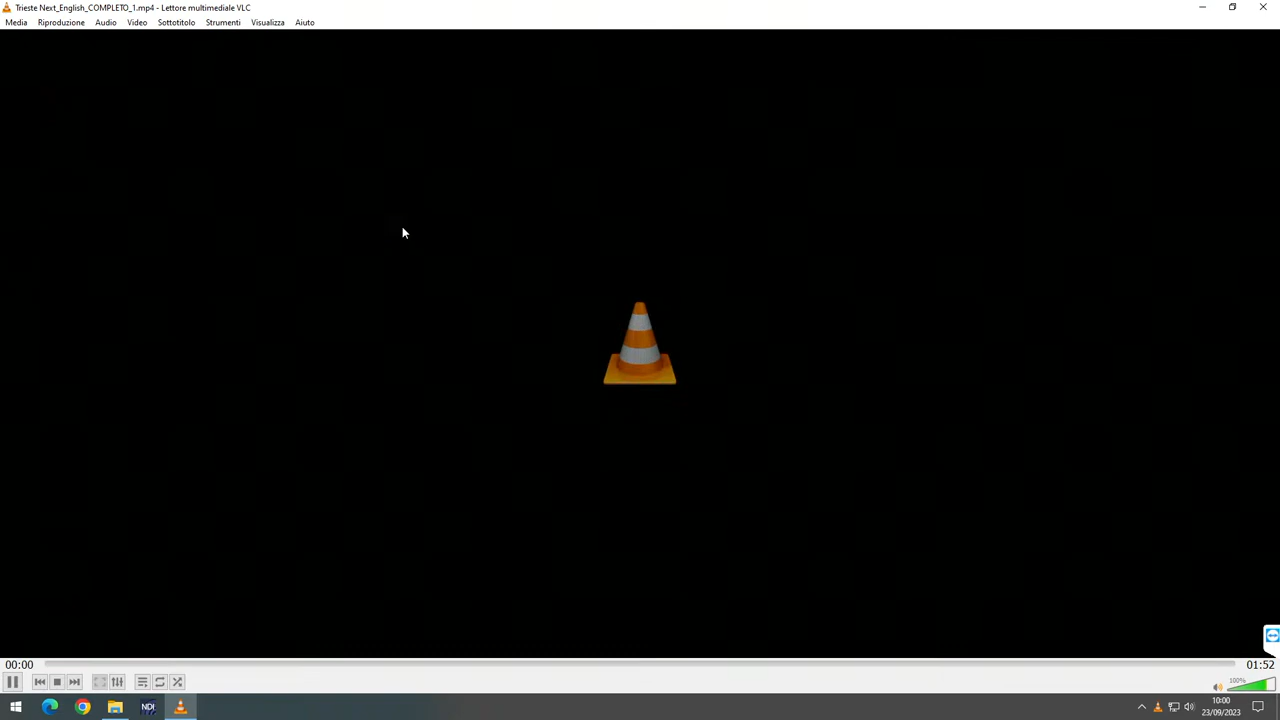 Trieste Next_English_COMPLETO_1.mp4 - Lettore multimediale VLC
Media Riproduzione Audio Video Sottotitolo Strumenti Visualizza Aiuto
00:00 01:52
100%
NDI
10:00
23/09/2023